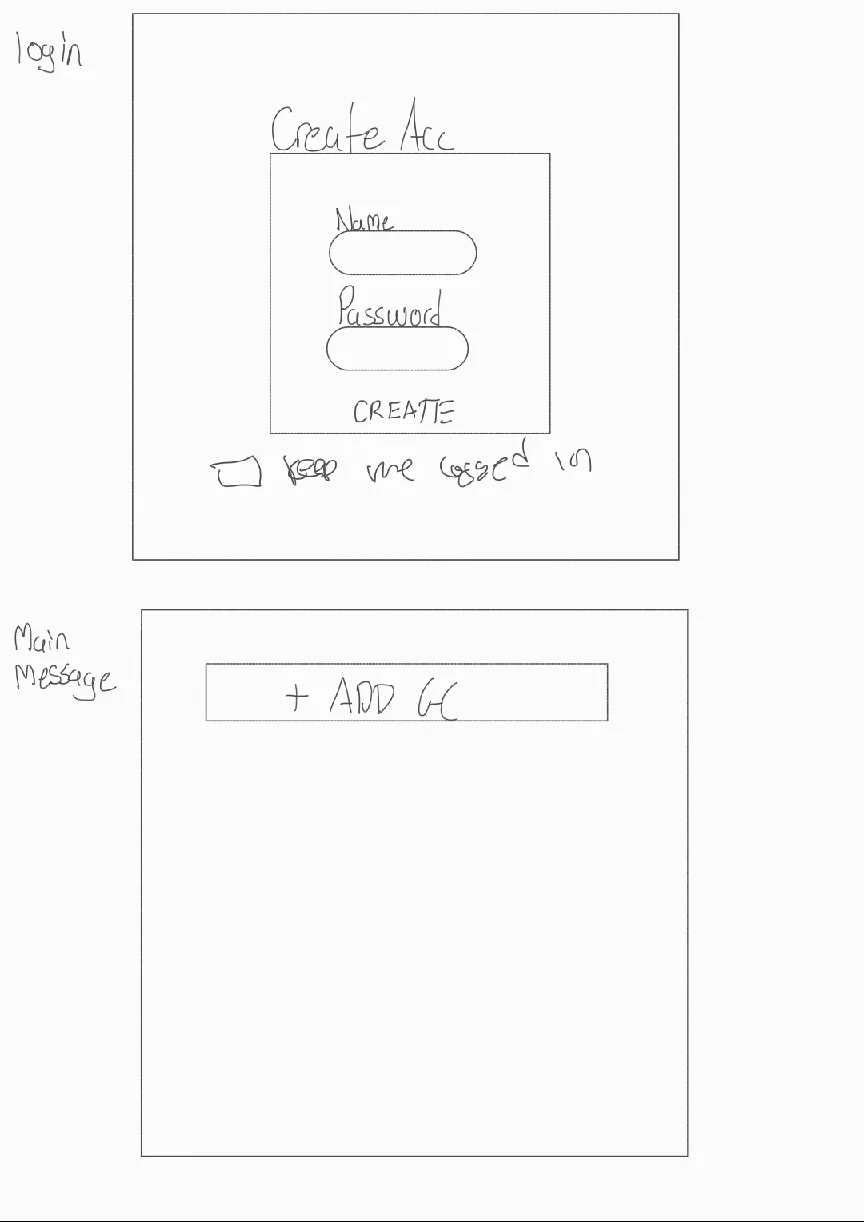 login
Create Acc
Name
Password
CREATE
keep me logged in
Main
Message
+ ADD GC